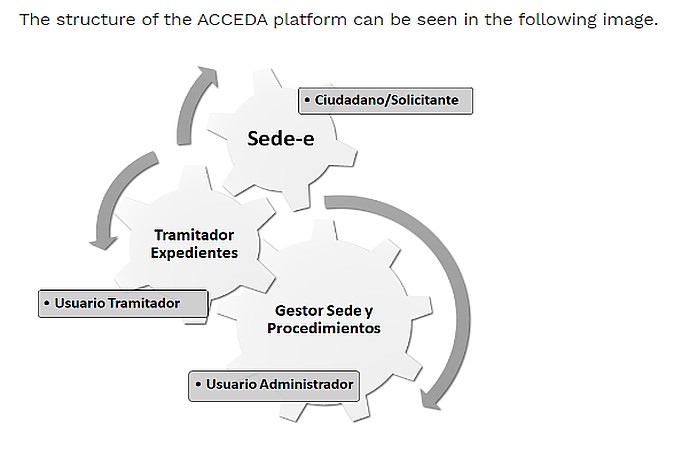 The structure of the ACCEDA platform can be seen in the following image.
• Ciudadano/Solicitante
Sede-e
Tramitador
Expedientes
• Usuario Tramitador
Gestor Sede y
Procedimientos
• Usuario Administrador